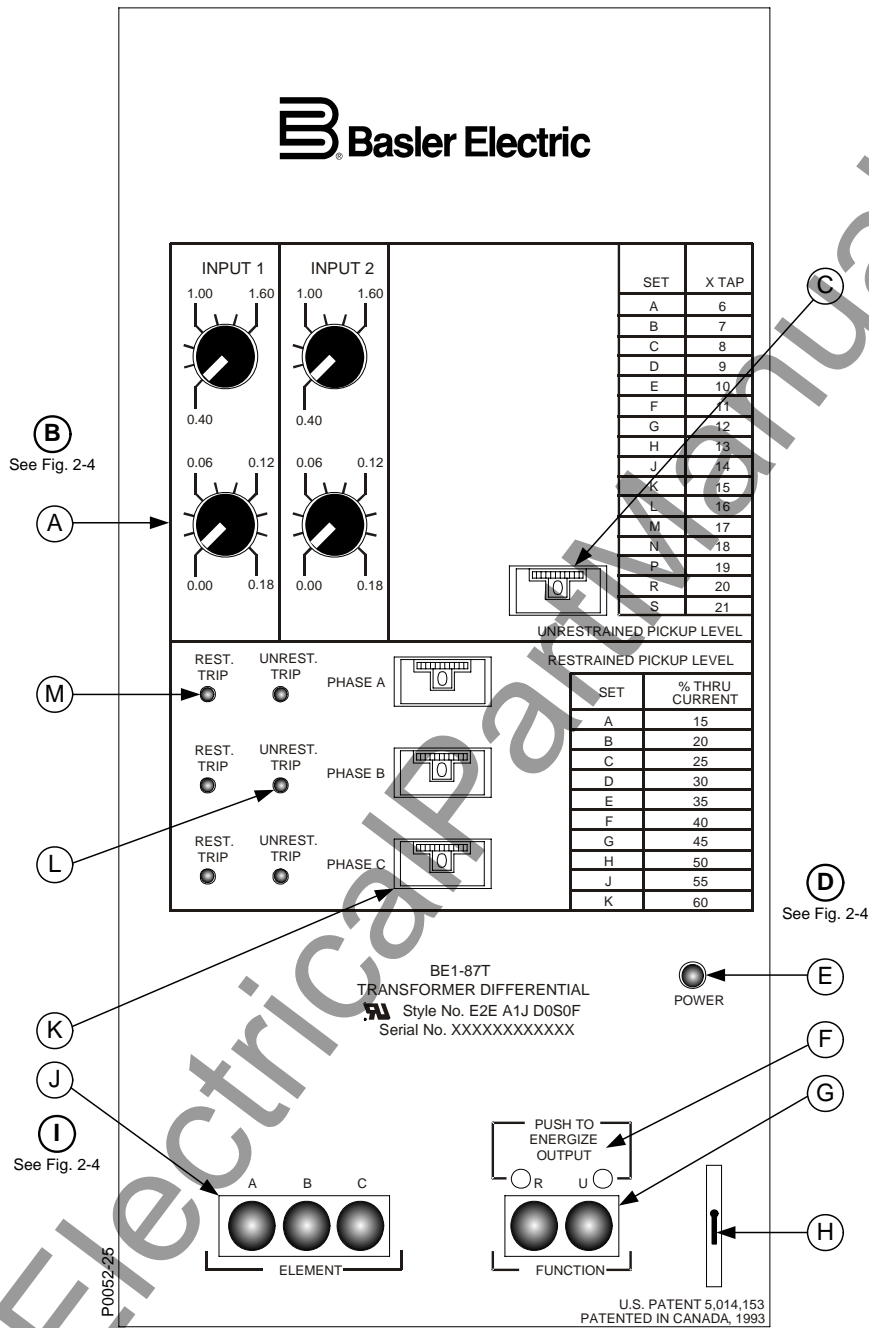 Basler Electric
INPUT 1
INPUT 2
1.00 1.60
0.40
1.00 1.60
0.40
0.06 0.12
0.00 0.18
0.06 0.12
0.00 0.18
SET X TAP
A 6
B 7
C 8
D 9
E 10
F 11
G 12
H 13
J 14
K 15
L 16
M 17
N 18
P 19
R 20
S 21
UNRESTRAINED PICKUP LEVEL
RESTRAINED PICKUP LEVEL
SET % THRU
CURRENT
A 15
B 20
C 25
D 30
E 35
F 40
G 45
H 50
J 55
K 60
REST.
TRIP
UNREST.
TRIP
PHASE A
REST.
TRIP
UNREST.
TRIP
PHASE B
REST.
TRIP
UNREST.
TRIP
PHASE C
B
See Fig. 2-4
A
C
M
L
D
See Fig. 2-4
E
POWER
BE1-87T
TRANSFORMER DIFFERENTIAL
Style No. E2E A1J D0S0F
Serial No. XXXXXXXXXXXX
K
J
I
See Fig. 2-4
F
G
H
PUSH TO
ENERGIZE
OUTPUT
R U
FUNCTION
A B C
ELEMENT
P0052-25
U.S. PATENT 5,014,153
PATENTED IN CANADA, 1993
ElectricalPartManual